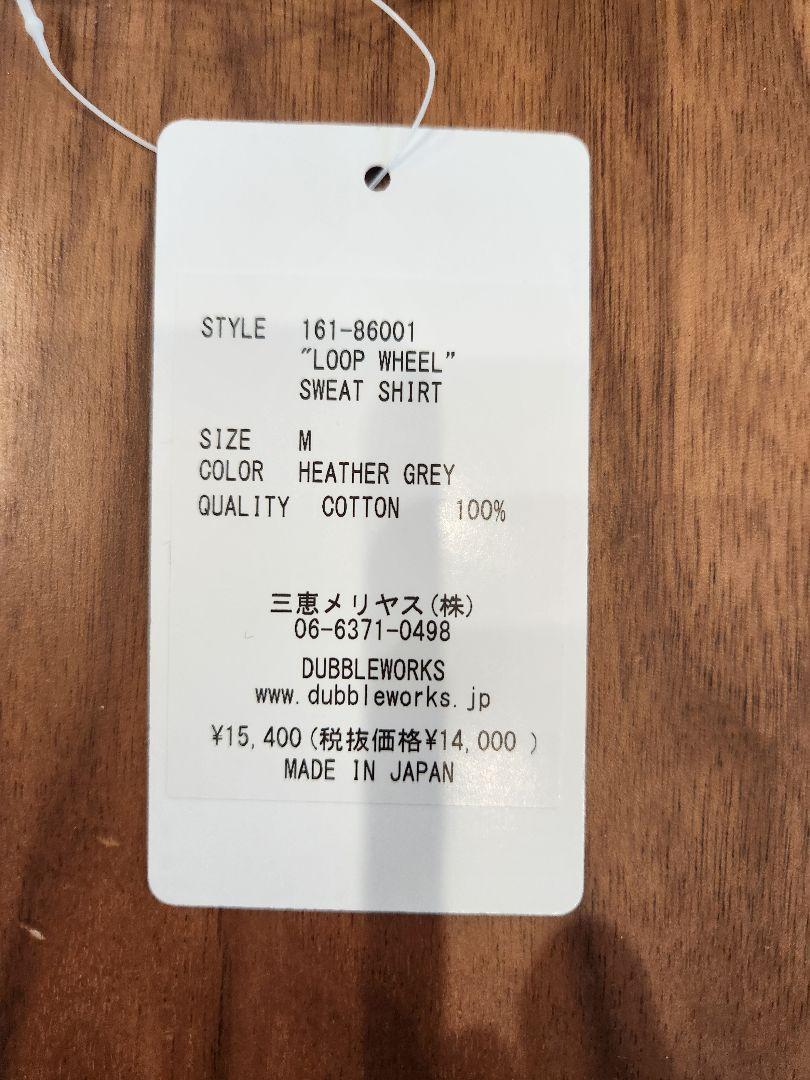 STYLE 161-86001
"LOOP WHEEL"
SWEAT SHIRT
SIZE M
COLOR HEATHER GREY
QUALITY COTTON 100%
三恵メリヤス(株)
06-6371-0498
DUBBLEWORKS
www.dubbleworks.jp
¥15,400(税抜価格¥14,000 )
MADE IN JAPAN